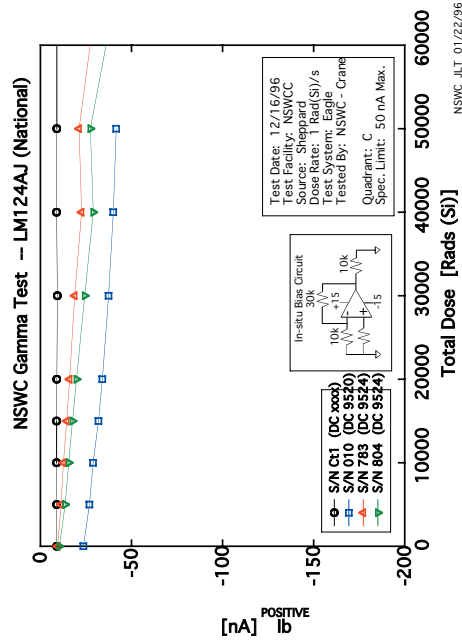 NSWC Gamma Test -- LM124AJ (National)
[nA] Ib POSITIVE
0
-50
-100
-150
-200
0
10000
20000
30000
40000
50000
60000
Total Dose [Rads (Si)]
S/N Ct1 (DC xxxx)
S/N 010 (DC 9520)
S/N 783 (DC 9524)
S/N 804 (DC 9524)
In-situ Bias Circuit
30k
10k
+15
-
+
-15
10k
Test Date: 12/16/96
Test Facility: NSWCC
Source: Sheppard
Dose Rate: 1 Rad(Si)/s
Test System: Eagle
Tested By: NSWC - Crane
Quadrant: C
Spec. Limit: 50 nA Max.
NSWC JLT 01/22/96